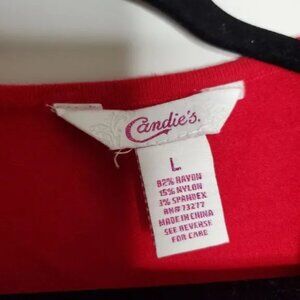 Candie's.
L
82% RAYON
15% NYLON
3% SPANDEX
RN# 73277
MADE IN CHINA
SEE REVERSE
FOR CARE